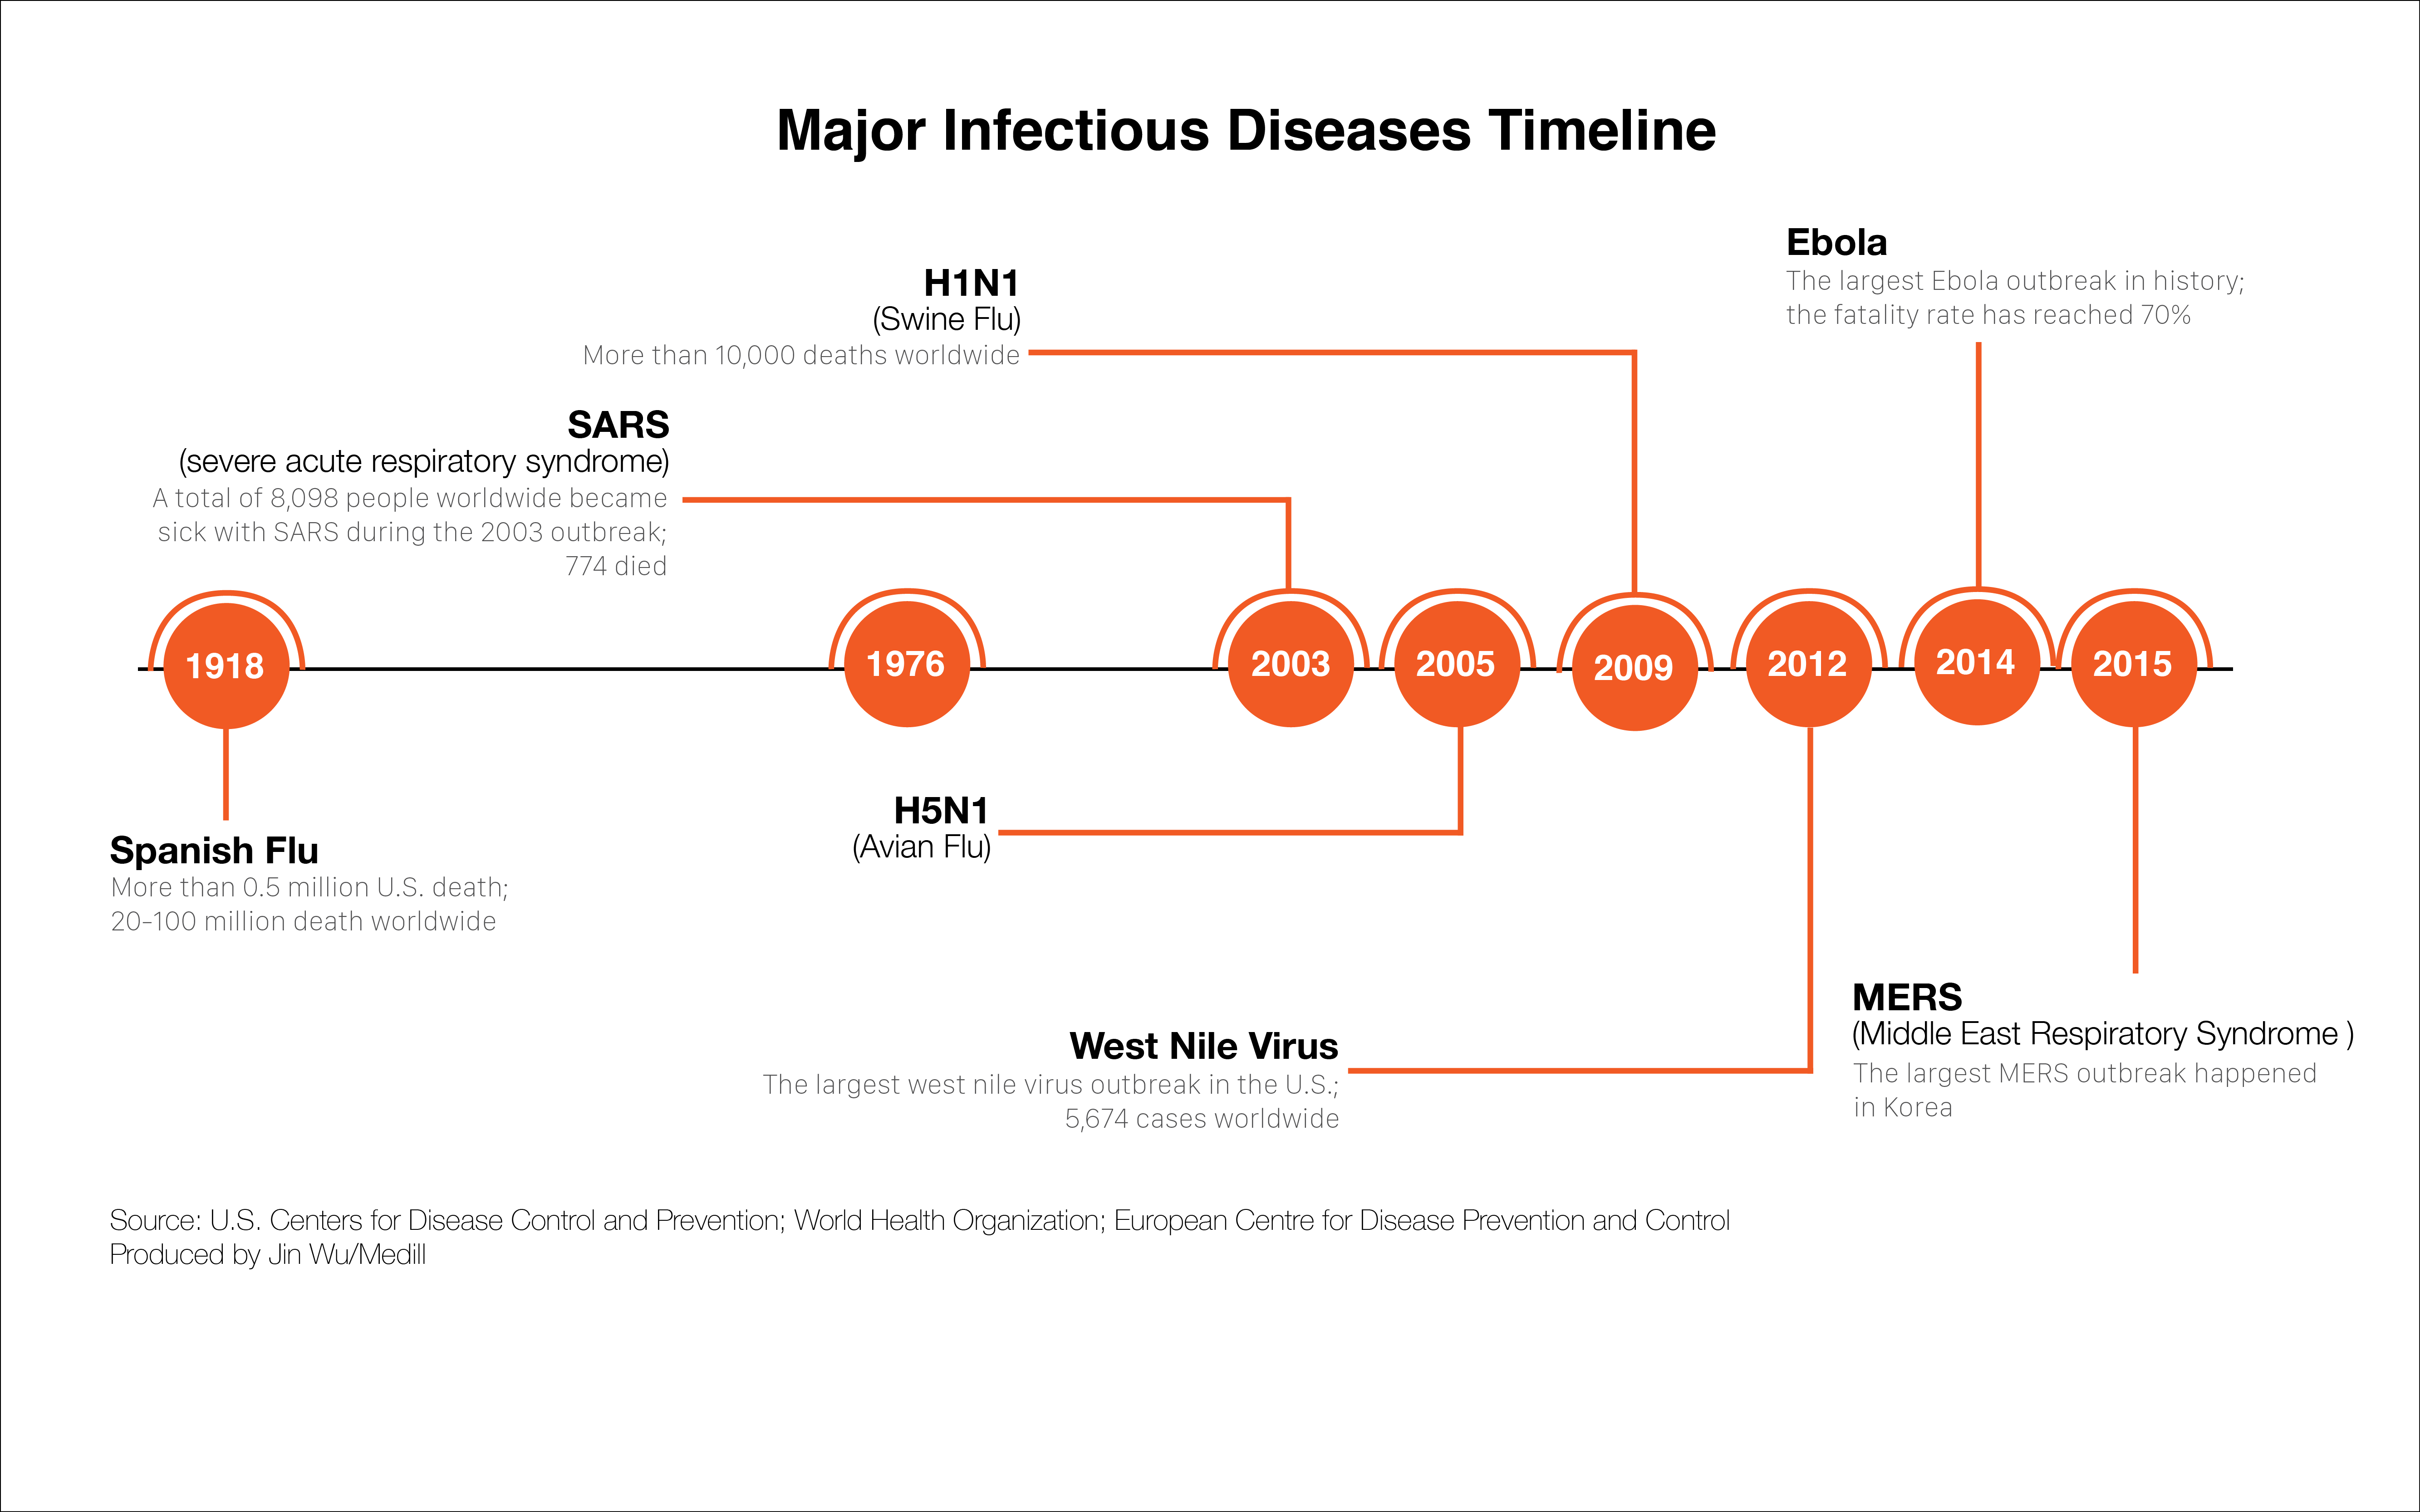 Major Infectious Diseases Timeline
Ebola
The largest Ebola outbreak in history;
the fatality rate has reached 70%
H1N1
(Swine Flu)
More than 10,000 deaths worldwide
SARS
(severe acute respiratory syndrome)
A total of 8,098 people worldwide became
sick with SARS during the 2003 outbreak;
774 died
1918
1976
2003
2005
2009
2012
2014
2015
H5N1
(Avian Flu)
Spanish Flu
More than 0.5 million U.S. death;
20-100 million death worldwide
MERS
(Middle East Respiratory Syndrome )
The largest MERS outbreak happened
in Korea
West Nile Virus
The largest west nile virus outbreak in the U.S.;
5,674 cases worldwide
Source: U.S. Centers for Disease Control and Prevention; World Health Organization; European Centre for Disease Prevention and Control
Produced by Jin Wu/Medill